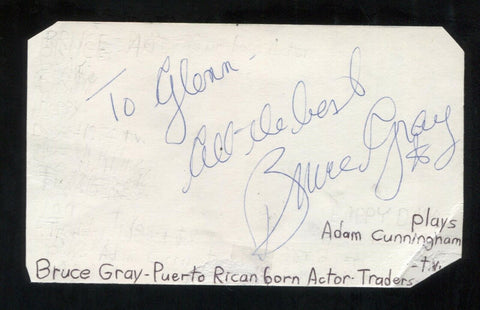 To Glenn -
All the best
Bruce Gray
plays
Adam Cunningham
Bruce Gray-Puerto Rican born Actor-Traders
-T.V.